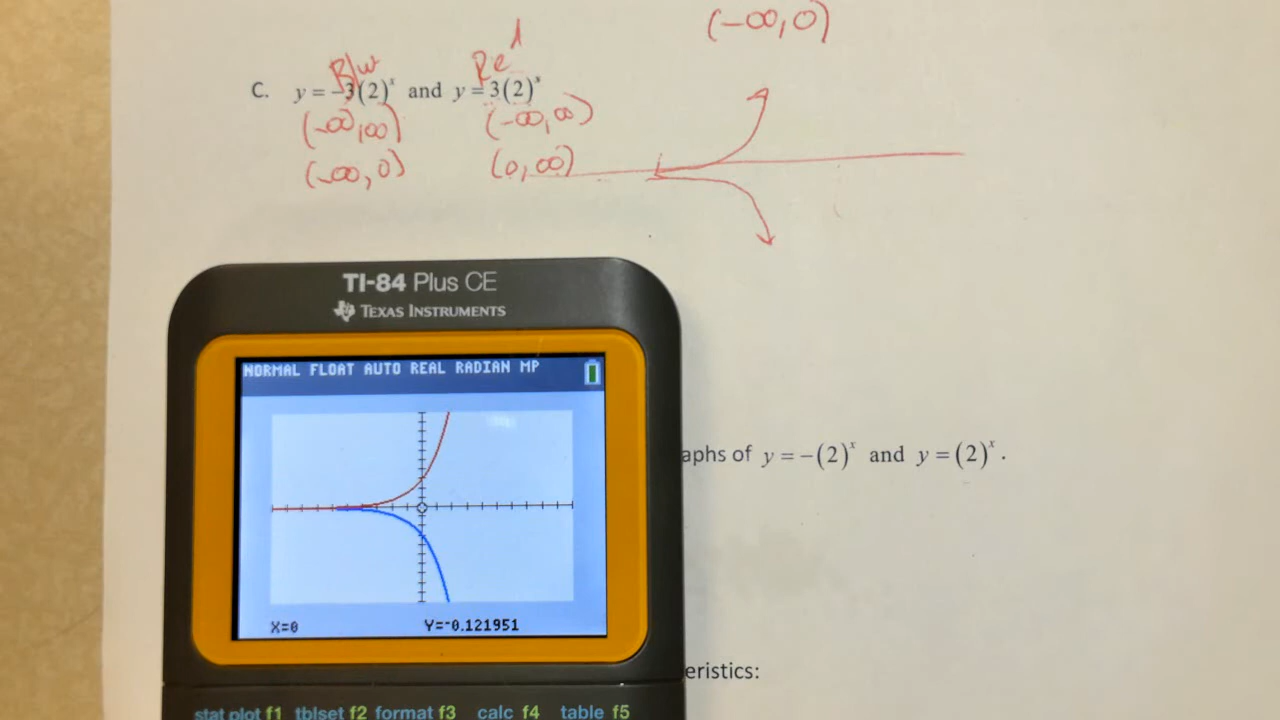 (-∞, 0)
Blw Red
C. y = -3(2)ˣ and y = 3(2)ˣ
(-∞, ∞) (-∞, ∞)
(-∞, 0) (0, ∞)
TI-84 Plus CE
TEXAS INSTRUMENTS
NORMAL FLOAT AUTO REAL RADIAN MP
aphs of y = -(2)ˣ and y = (2)ˣ.
X=0 Y=-0.121951
eristics:
stat plot f1 tblset f2 format f3 calc f4 table f5